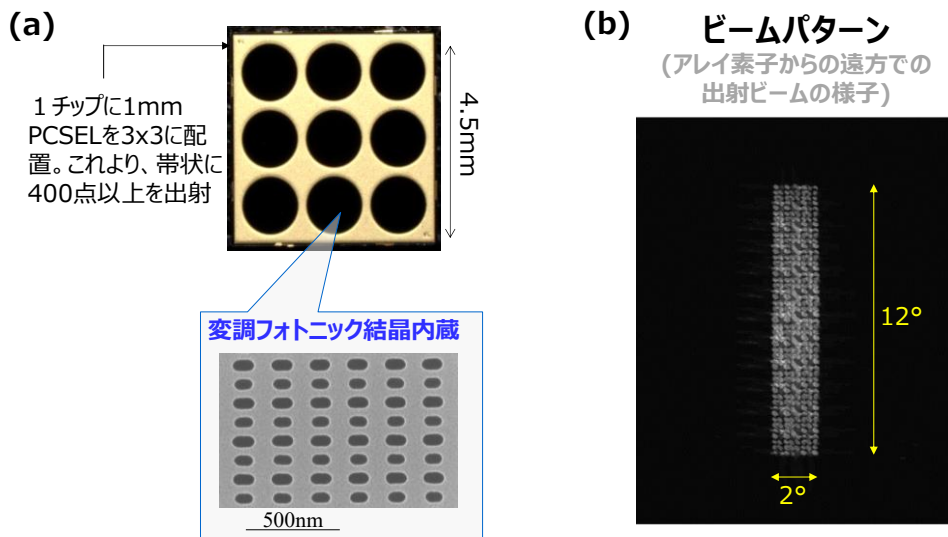 (a)
1チップに1mm
PCSELを3x3に配
置。これより、帯状に
400点以上を出射
4.5mm
変調フォトニック結晶内蔵
500nm
(b)
ビームパターン
(アレイ素子からの遠方での
出射ビームの様子)
12°
2°